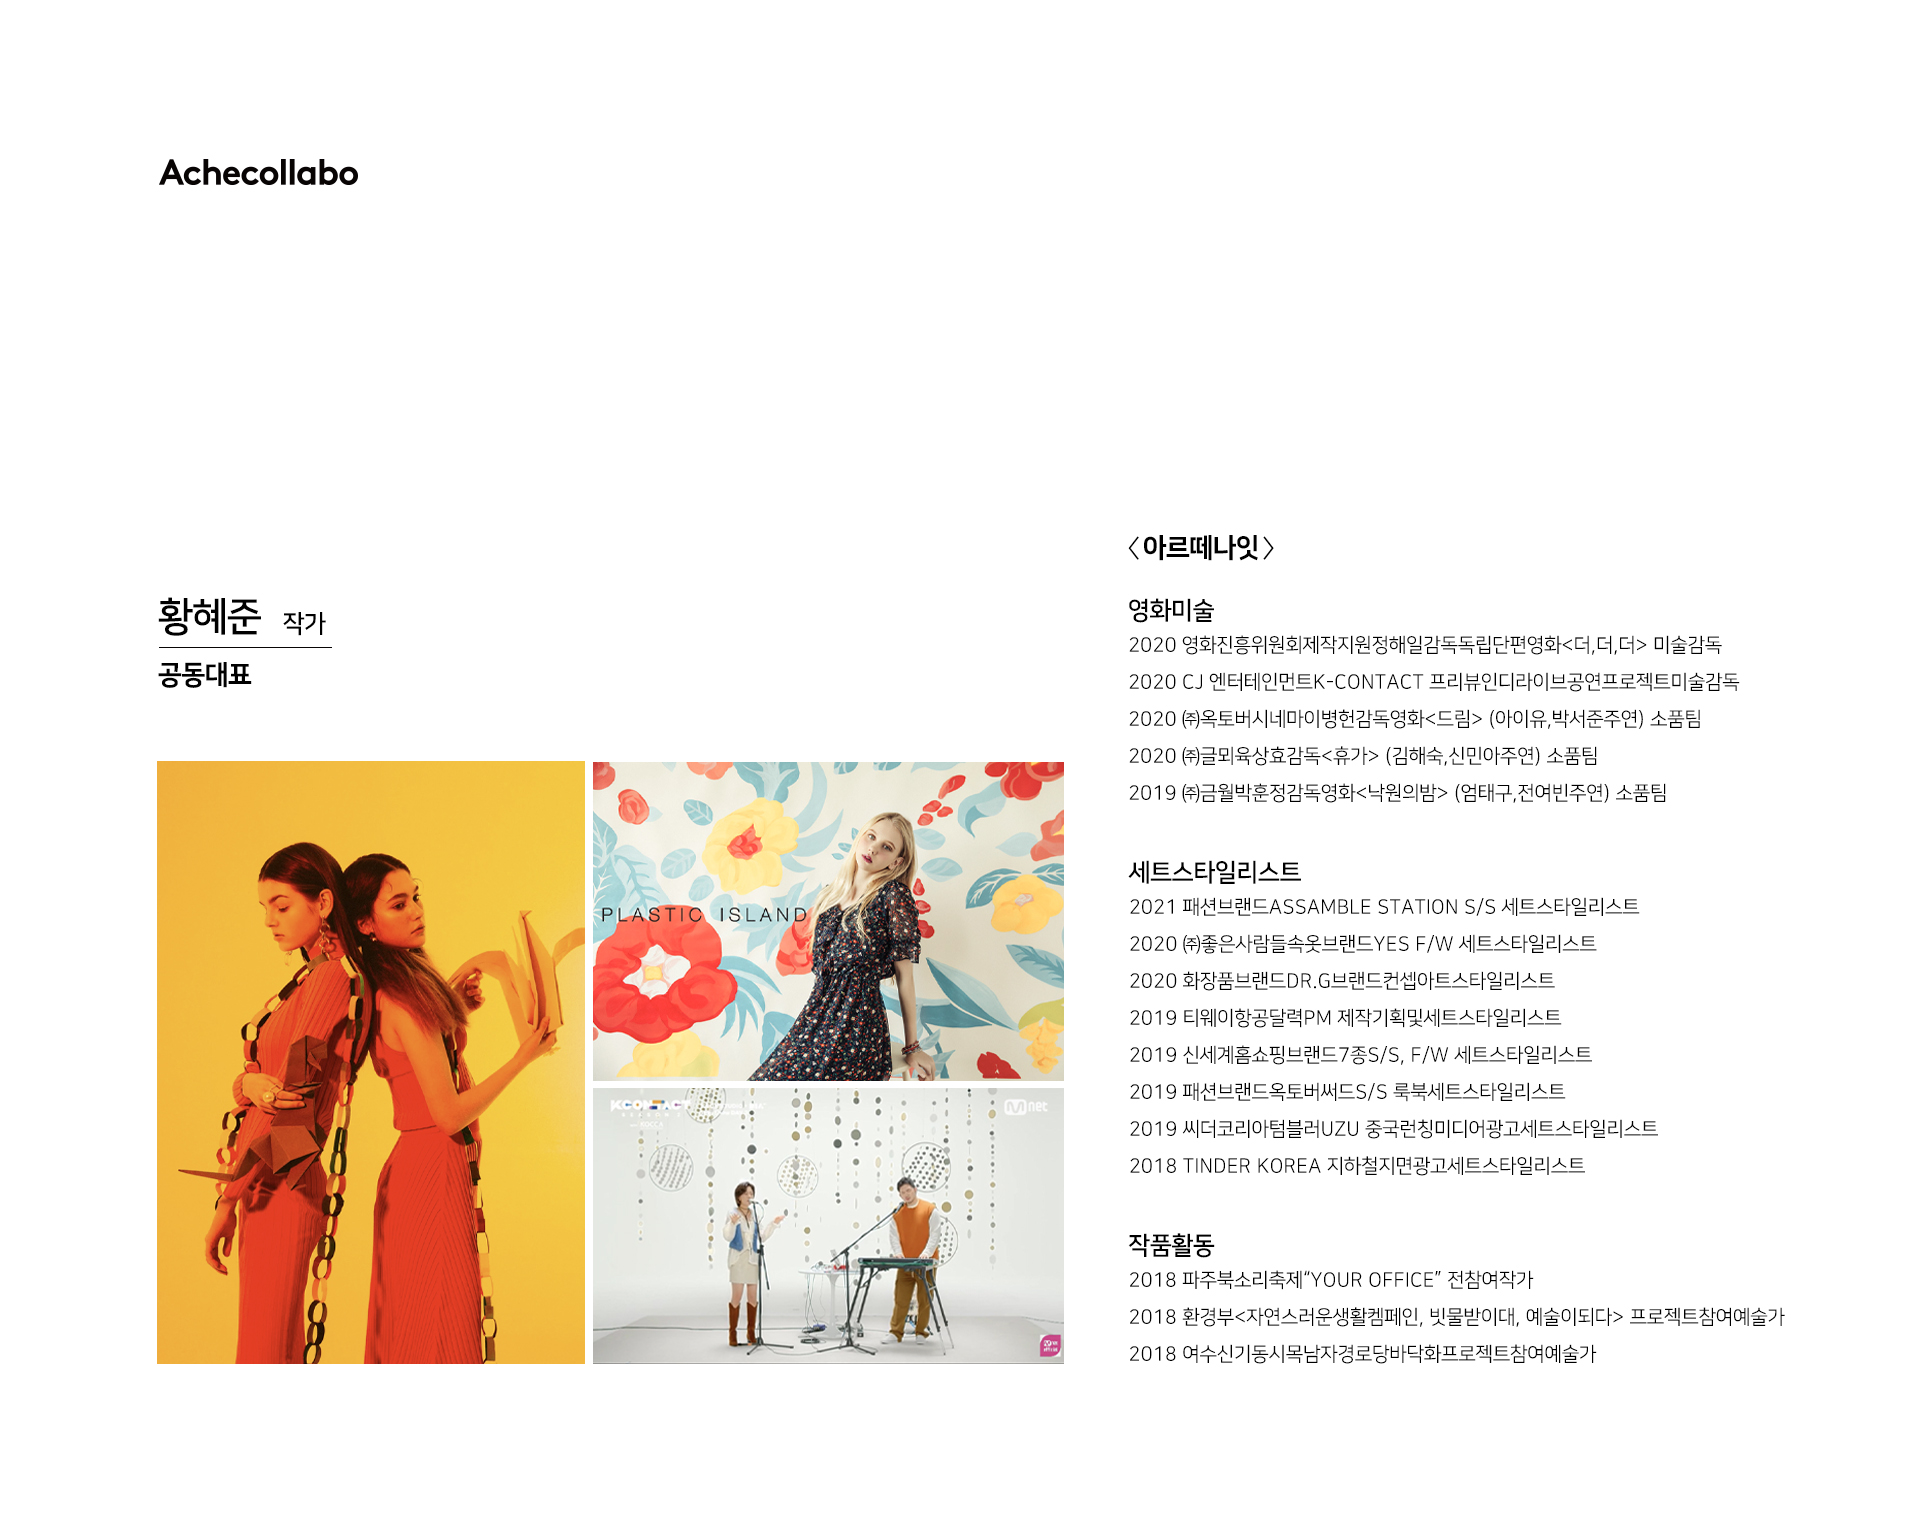 Achecollabo
황혜준 작가
공동대표
PLASTIC ISLAND
KCON:TACT
KOCCA
Mnet
〈아르떼나잇〉
영화미술
2020 영화진흥위원회제작지원정해일감독독립단편영화<더,더,더> 미술감독
2020 CJ 엔터테인먼트K-CONTACT 프리뷰인디라이브공연프로젝트미술감독
2020 ㈜옥토버시네마이병헌감독영화<드림> (아이유,박서준주연) 소품팀
2020 ㈜글뫼육상효감독<휴가> (김해숙,신민아주연) 소품팀
2019 ㈜금월박훈정감독영화<낙원의밤> (엄태구,전여빈주연) 소품팀
세트스타일리스트
2021 패션브랜드ASSAMBLE STATION S/S 세트스타일리스트
2020 ㈜좋은사람들속옷브랜드YES F/W 세트스타일리스트
2020 화장품브랜드DR.G브랜드컨셉아트스타일리스트
2019 티웨이항공달력PM 제작기획및세트스타일리스트
2019 신세계홈쇼핑브랜드7종S/S, F/W 세트스타일리스트
2019 패션브랜드옥토버써드S/S 룩북세트스타일리스트
2019 씨더코리아텀블러UZU 중국런칭미디어광고세트스타일리스트
2018 TINDER KOREA 지하철지면광고세트스타일리스트
작품활동
2018 파주북소리축제“YOUR OFFICE” 전참여작가
2018 환경부<자연스러운생활켐페인, 빗물받이대, 예술이되다> 프로젝트참여예술가
2018 여수신기동시목남자경로당바닥화프로젝트참여예술가